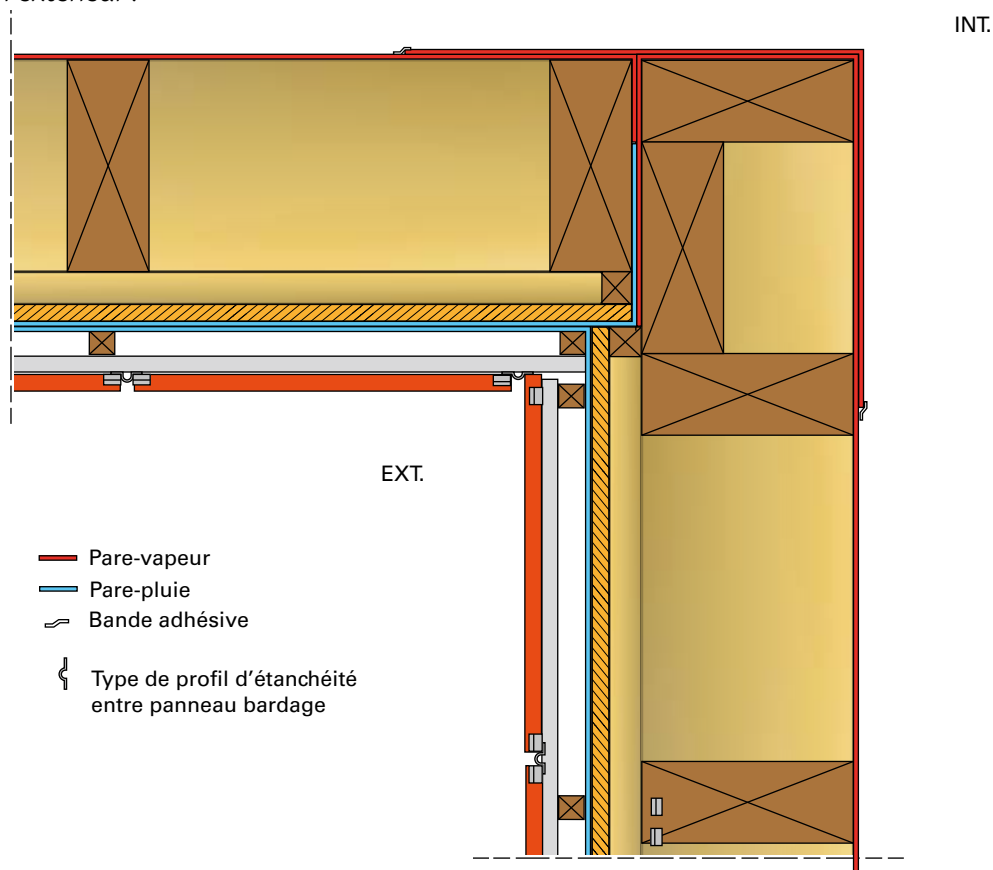 INT.
EXT.
Pare-vapeur
Pare-pluie
Bande adhésive
Type de profil d'étanchéité
entre panneau bardage